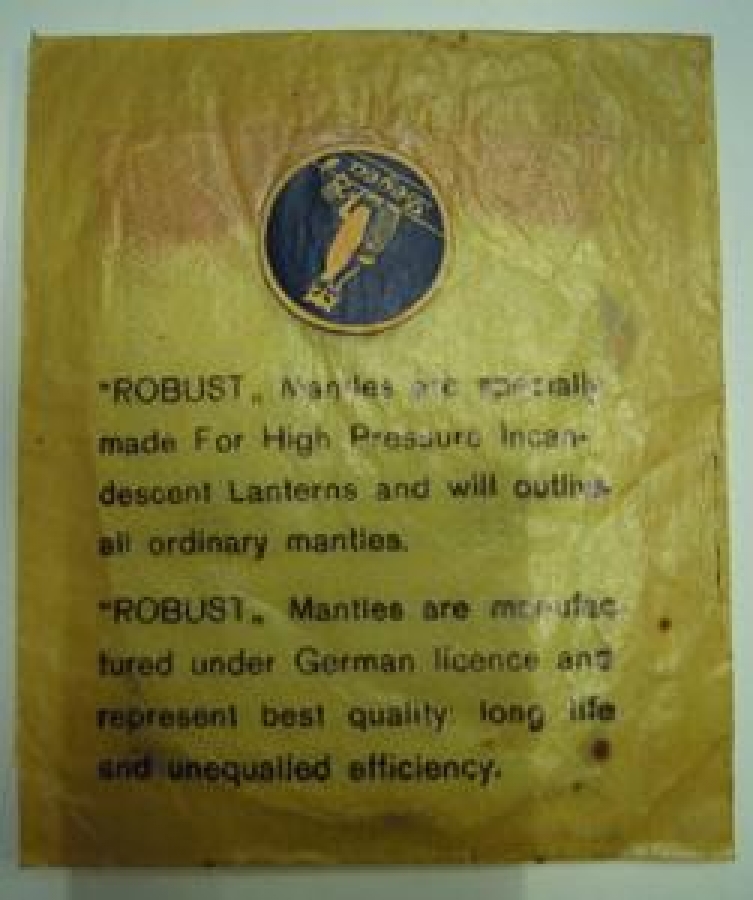 "ROBUST„ Mantles are specially
made For High Pressure Incan-
descent Lanterns and will outlive
all ordinary mantles.
"ROBUST„ Mantles are manufac-
tured under German licence and
represent best quality long life
and unequalled efficiency.